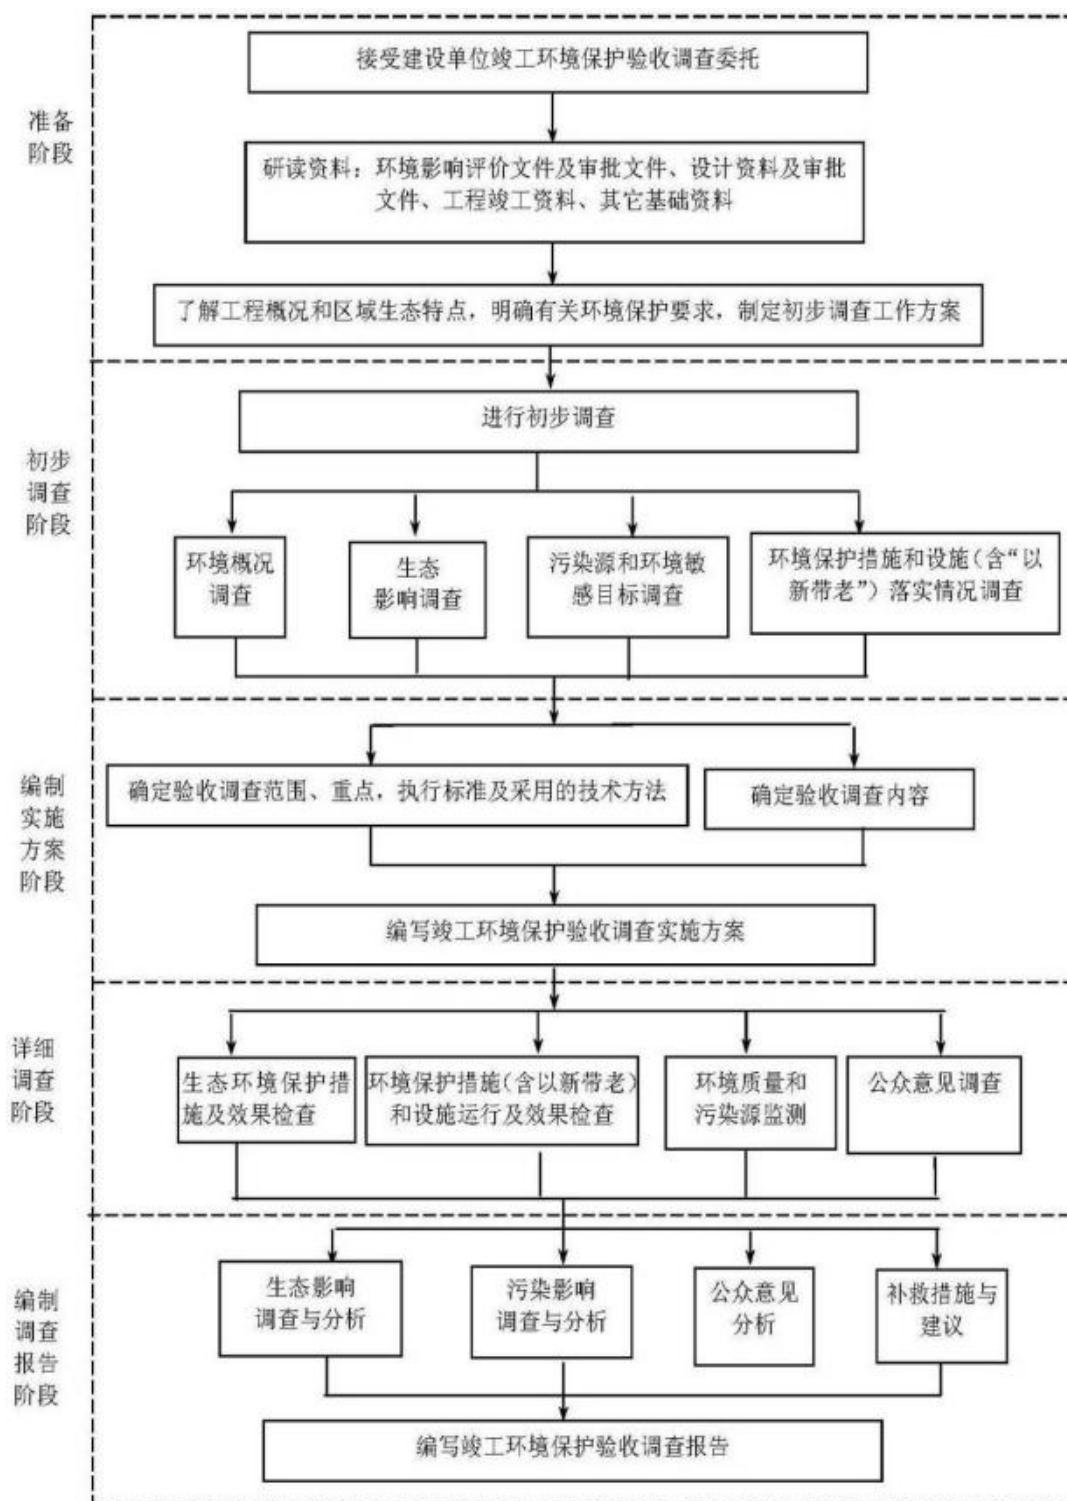 准备
阶段
接受建设单位竣工环境保护验收调查委托
研读资料：环境影响评价文件及审批文件、设计资料及审批
文件、工程竣工资料、其它基础资料
了解工程概况和区域生态特点，明确有关环境保护要求，制定初步调查工作方案
初步
调查
阶段
进行初步调查
环境概况
调查
生态
影响调查
污染源和环境敏
感目标调查
环境保护措施和设施（含“以
新带老”）落实情况调查
编制
实施
方案
阶段
确定验收调查范围、重点，执行标准及采用的技术方法
确定验收调查内容
编写竣工环境保护验收调查实施方案
详细
调查
阶段
生态环境保护措
施及效果检查
环境保护措施（含以新带老）
和设施运行及效果检查
环境质量和
污染源监测
公众意见调查
编制
调查
报告
阶段
生态影响
调查与分析
污染影响
调查与分析
公众意见
分析
补救措施与
建议
编写竣工环境保护验收调查报告